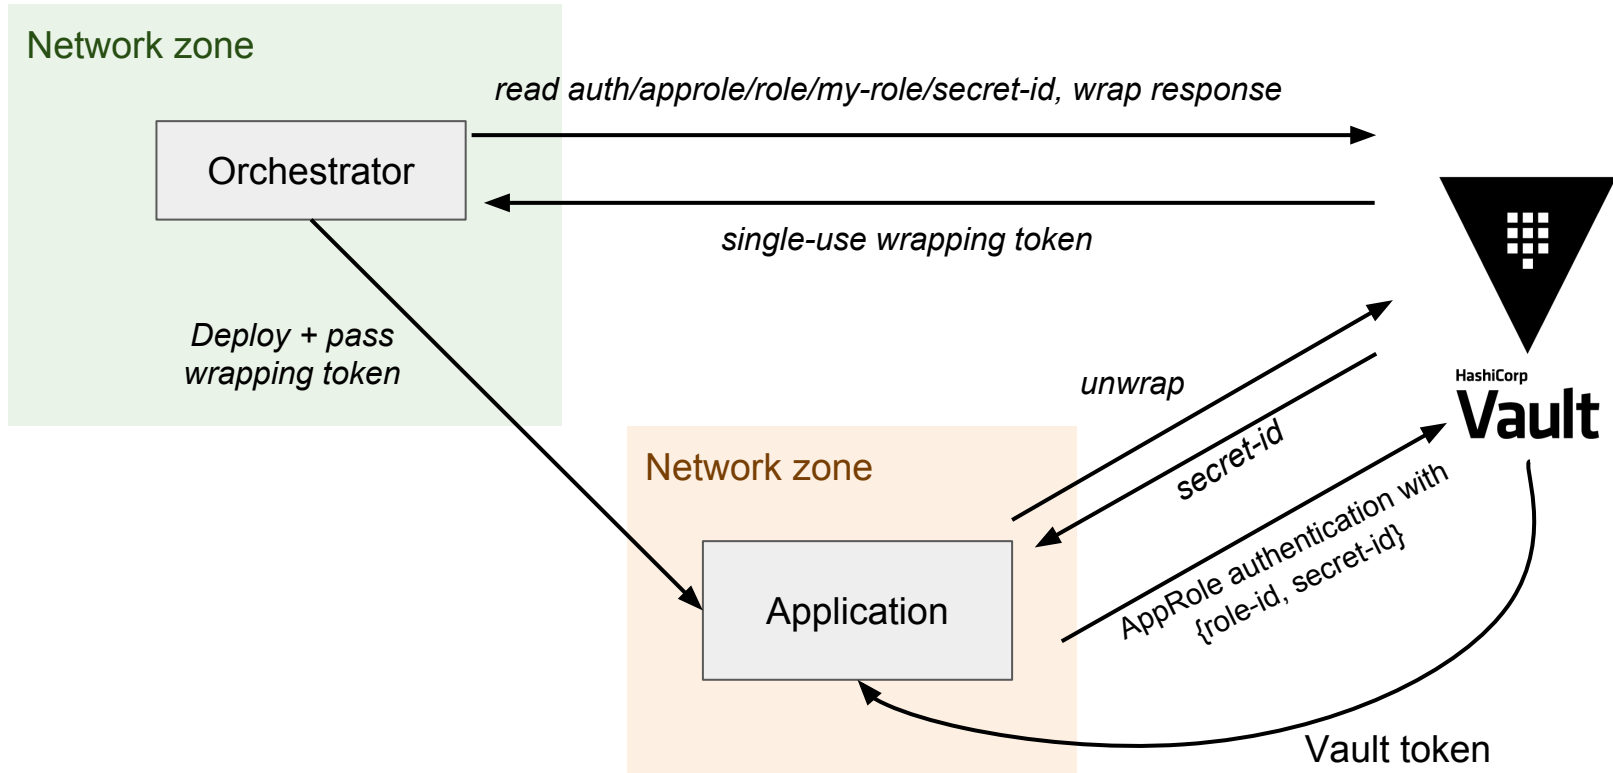 Network zone
read auth/approle/role/my-role/secret-id, wrap response
Orchestrator
single-use wrapping token
Deploy + pass
wrapping token
unwrap
HashiCorp
Vault
secret-id
Network zone
AppRole authentication with
{role-id, secret-id}
Application
Vault token